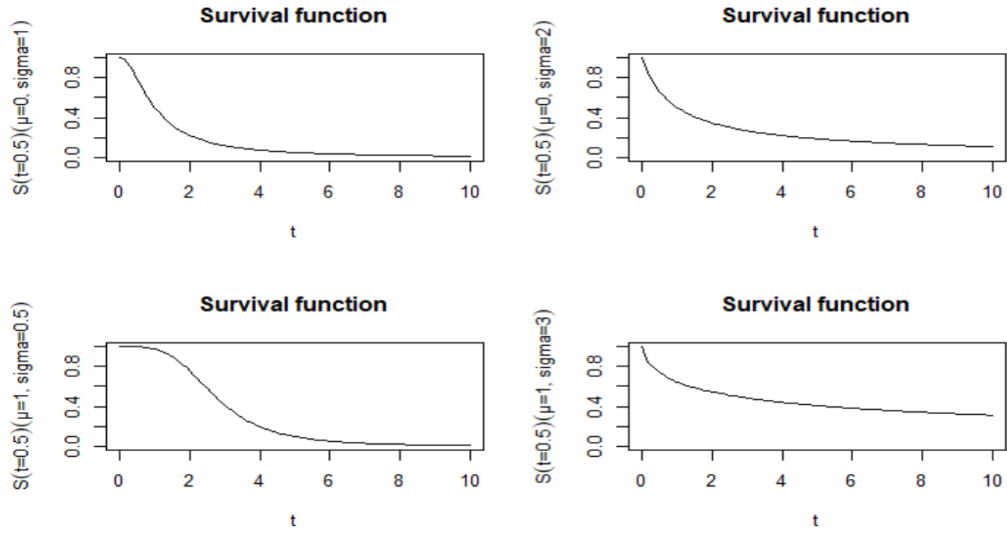 Survival function
S(t=0.5)(μ=0, sigma=1)
0.0 0.4 0.8
0 2 4 6 8 10
t
Survival function
S(t=0.5)(μ=0, sigma=2)
0.0 0.4 0.8
0 2 4 6 8 10
t
Survival function
S(t=0.5)(μ=1, sigma=0.5)
0.0 0.4 0.8
0 2 4 6 8 10
t
Survival function
S(t=0.5)(μ=1, sigma=3)
0.0 0.4 0.8
0 2 4 6 8 10
t